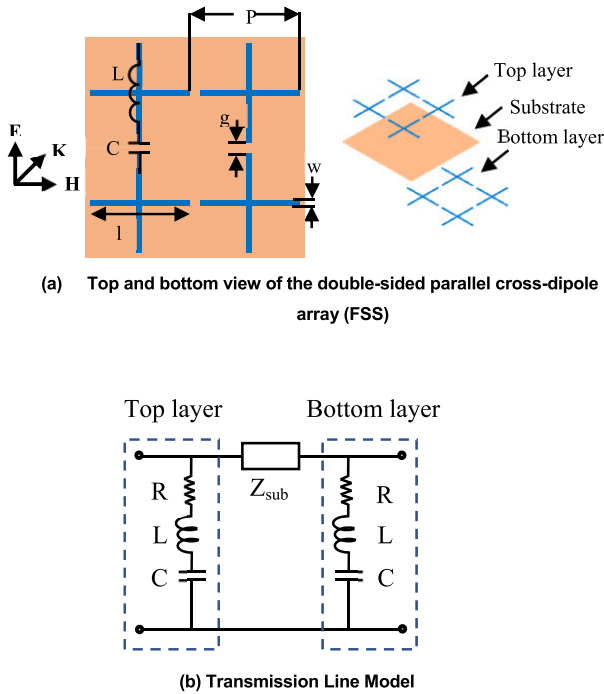 P
L
g
C
E
K
H
w
l
Top layer
Substrate
Bottom layer
(a) Top and bottom view of the double-sided parallel cross-dipole
array (FSS)
Top layer
Bottom layer
R
L
C
Zsub
R
L
C
(b) Transmission Line Model